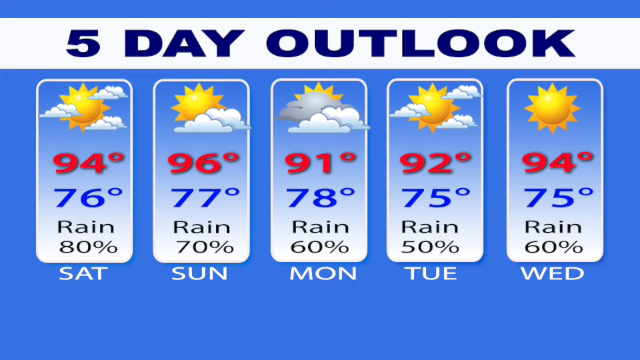 5 DAY OUTLOOK
94° 96° 91° 92° 94°
76° 77° 78° 75° 75°
Rain Rain Rain Rain Rain
80% 70% 60% 50% 60%
SAT SUN MON TUE WED